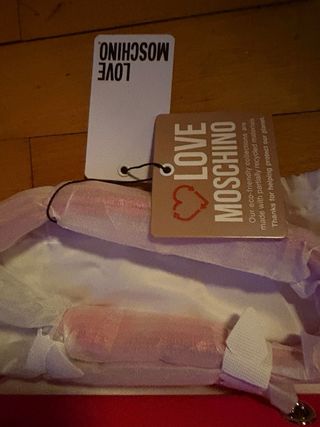 LOVE
MOSCHINO.
LOVE
MOSCHINO
Our eco-friendly collections are
made with partially recycled materials.
Thanks for helping protect our planet.